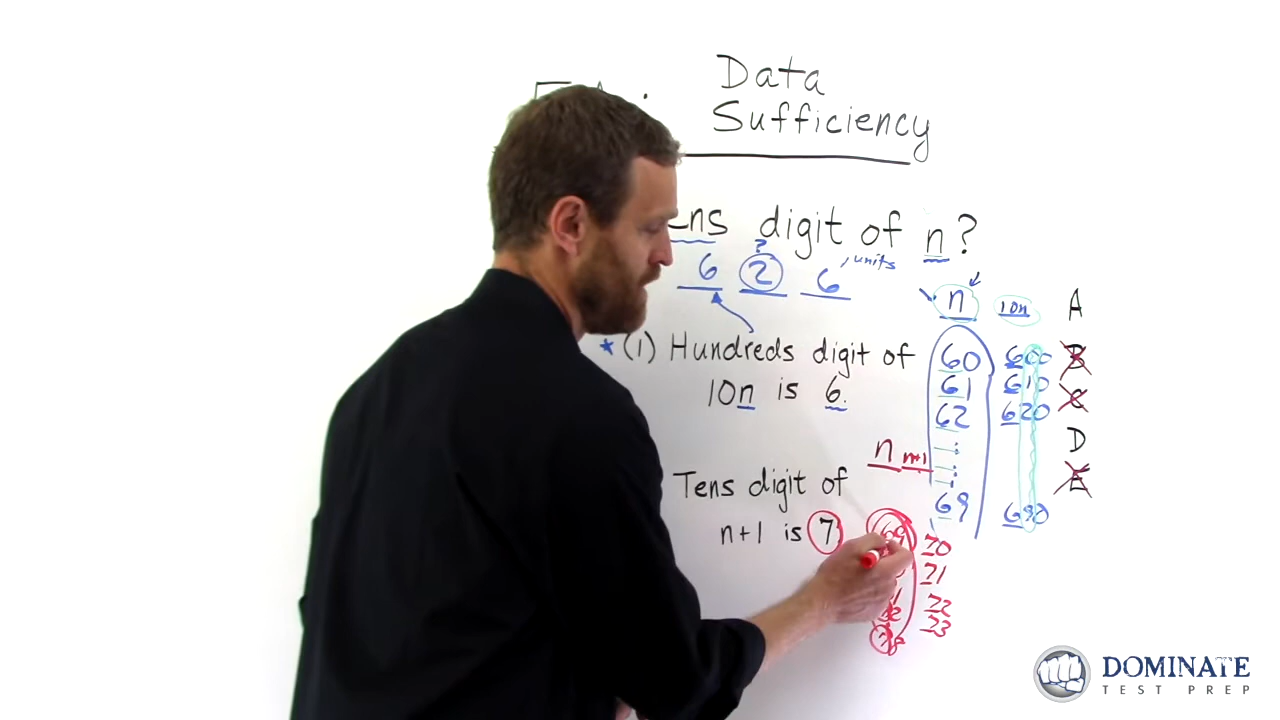 Data
Sufficiency
digit of n?
?
6 2 6 units
n 10n A
(1) Hundreds digit of 60 600 B
61 610
10n is 6. 62 620 C
n n+1 D
Tens digit of E
69 690
n+1 is 7 69 70
71
72
73
DOMINATE
TEST PREP